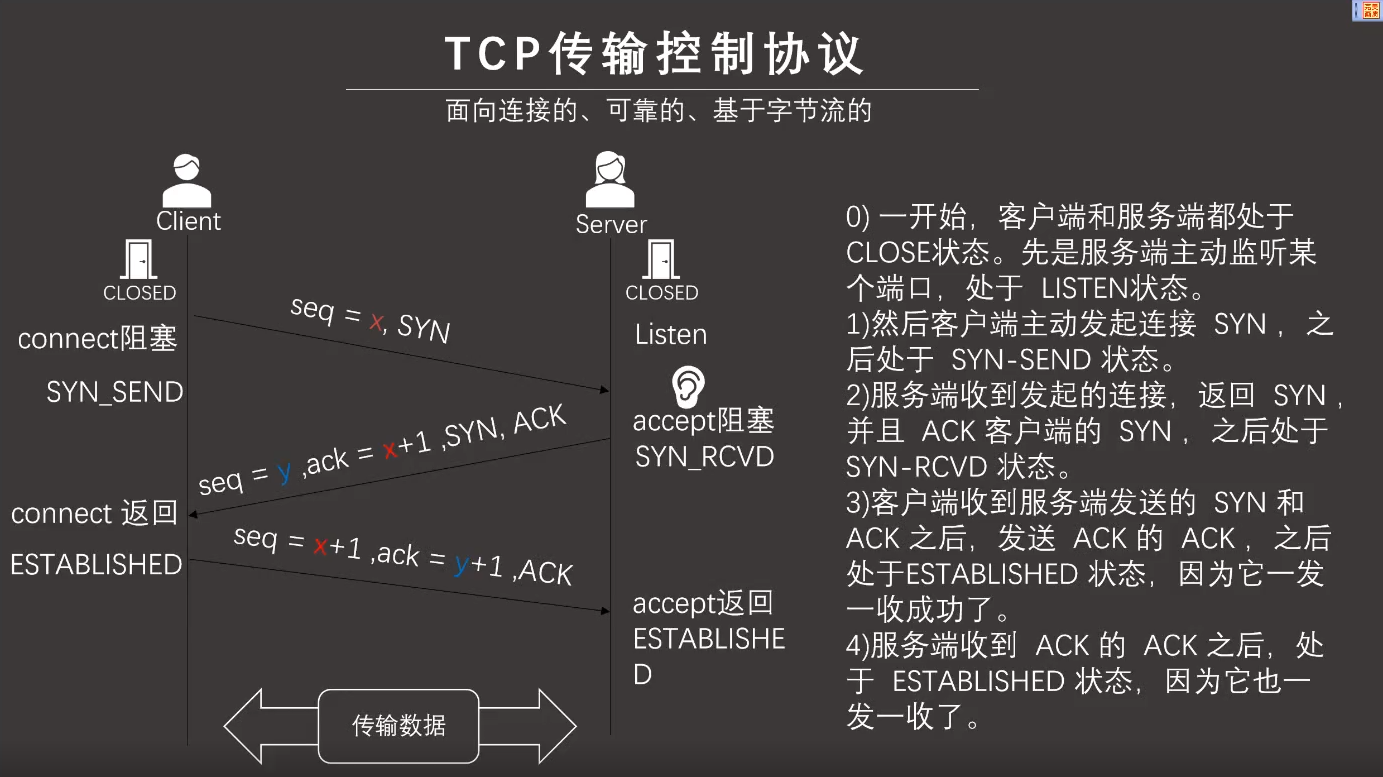 TCP传输控制协议
面向连接的、可靠的、基于字节流的
Client
Server
CLOSED
CLOSED
seq = x, SYN
connect阻塞
Listen
SYN_SEND
accept阻塞
SYN_RCVD
seq = y ,ack = x+1 ,SYN, ACK
connect 返回
seq = x+1 ,ack = y+1 ,ACK
ESTABLISHED
accept返回
ESTABLISHE
D
传输数据
0) 一开始，客户端和服务端都处于
CLOSE状态。先是服务端主动监听某
个端口，处于 LISTEN状态。
1)然后客户端主动发起连接 SYN ，之
后处于 SYN-SEND 状态。
2)服务端收到发起的连接，返回 SYN ，
并且 ACK 客户端的 SYN ，之后处于
SYN-RCVD 状态。
3)客户端收到服务端发送的 SYN 和
ACK 之后，发送 ACK 的 ACK ，之后
处于ESTABLISHED 状态，因为它一发
一收成功了。
4)服务端收到 ACK 的 ACK 之后，处
于 ESTABLISHED 状态，因为它也一
发一收了。